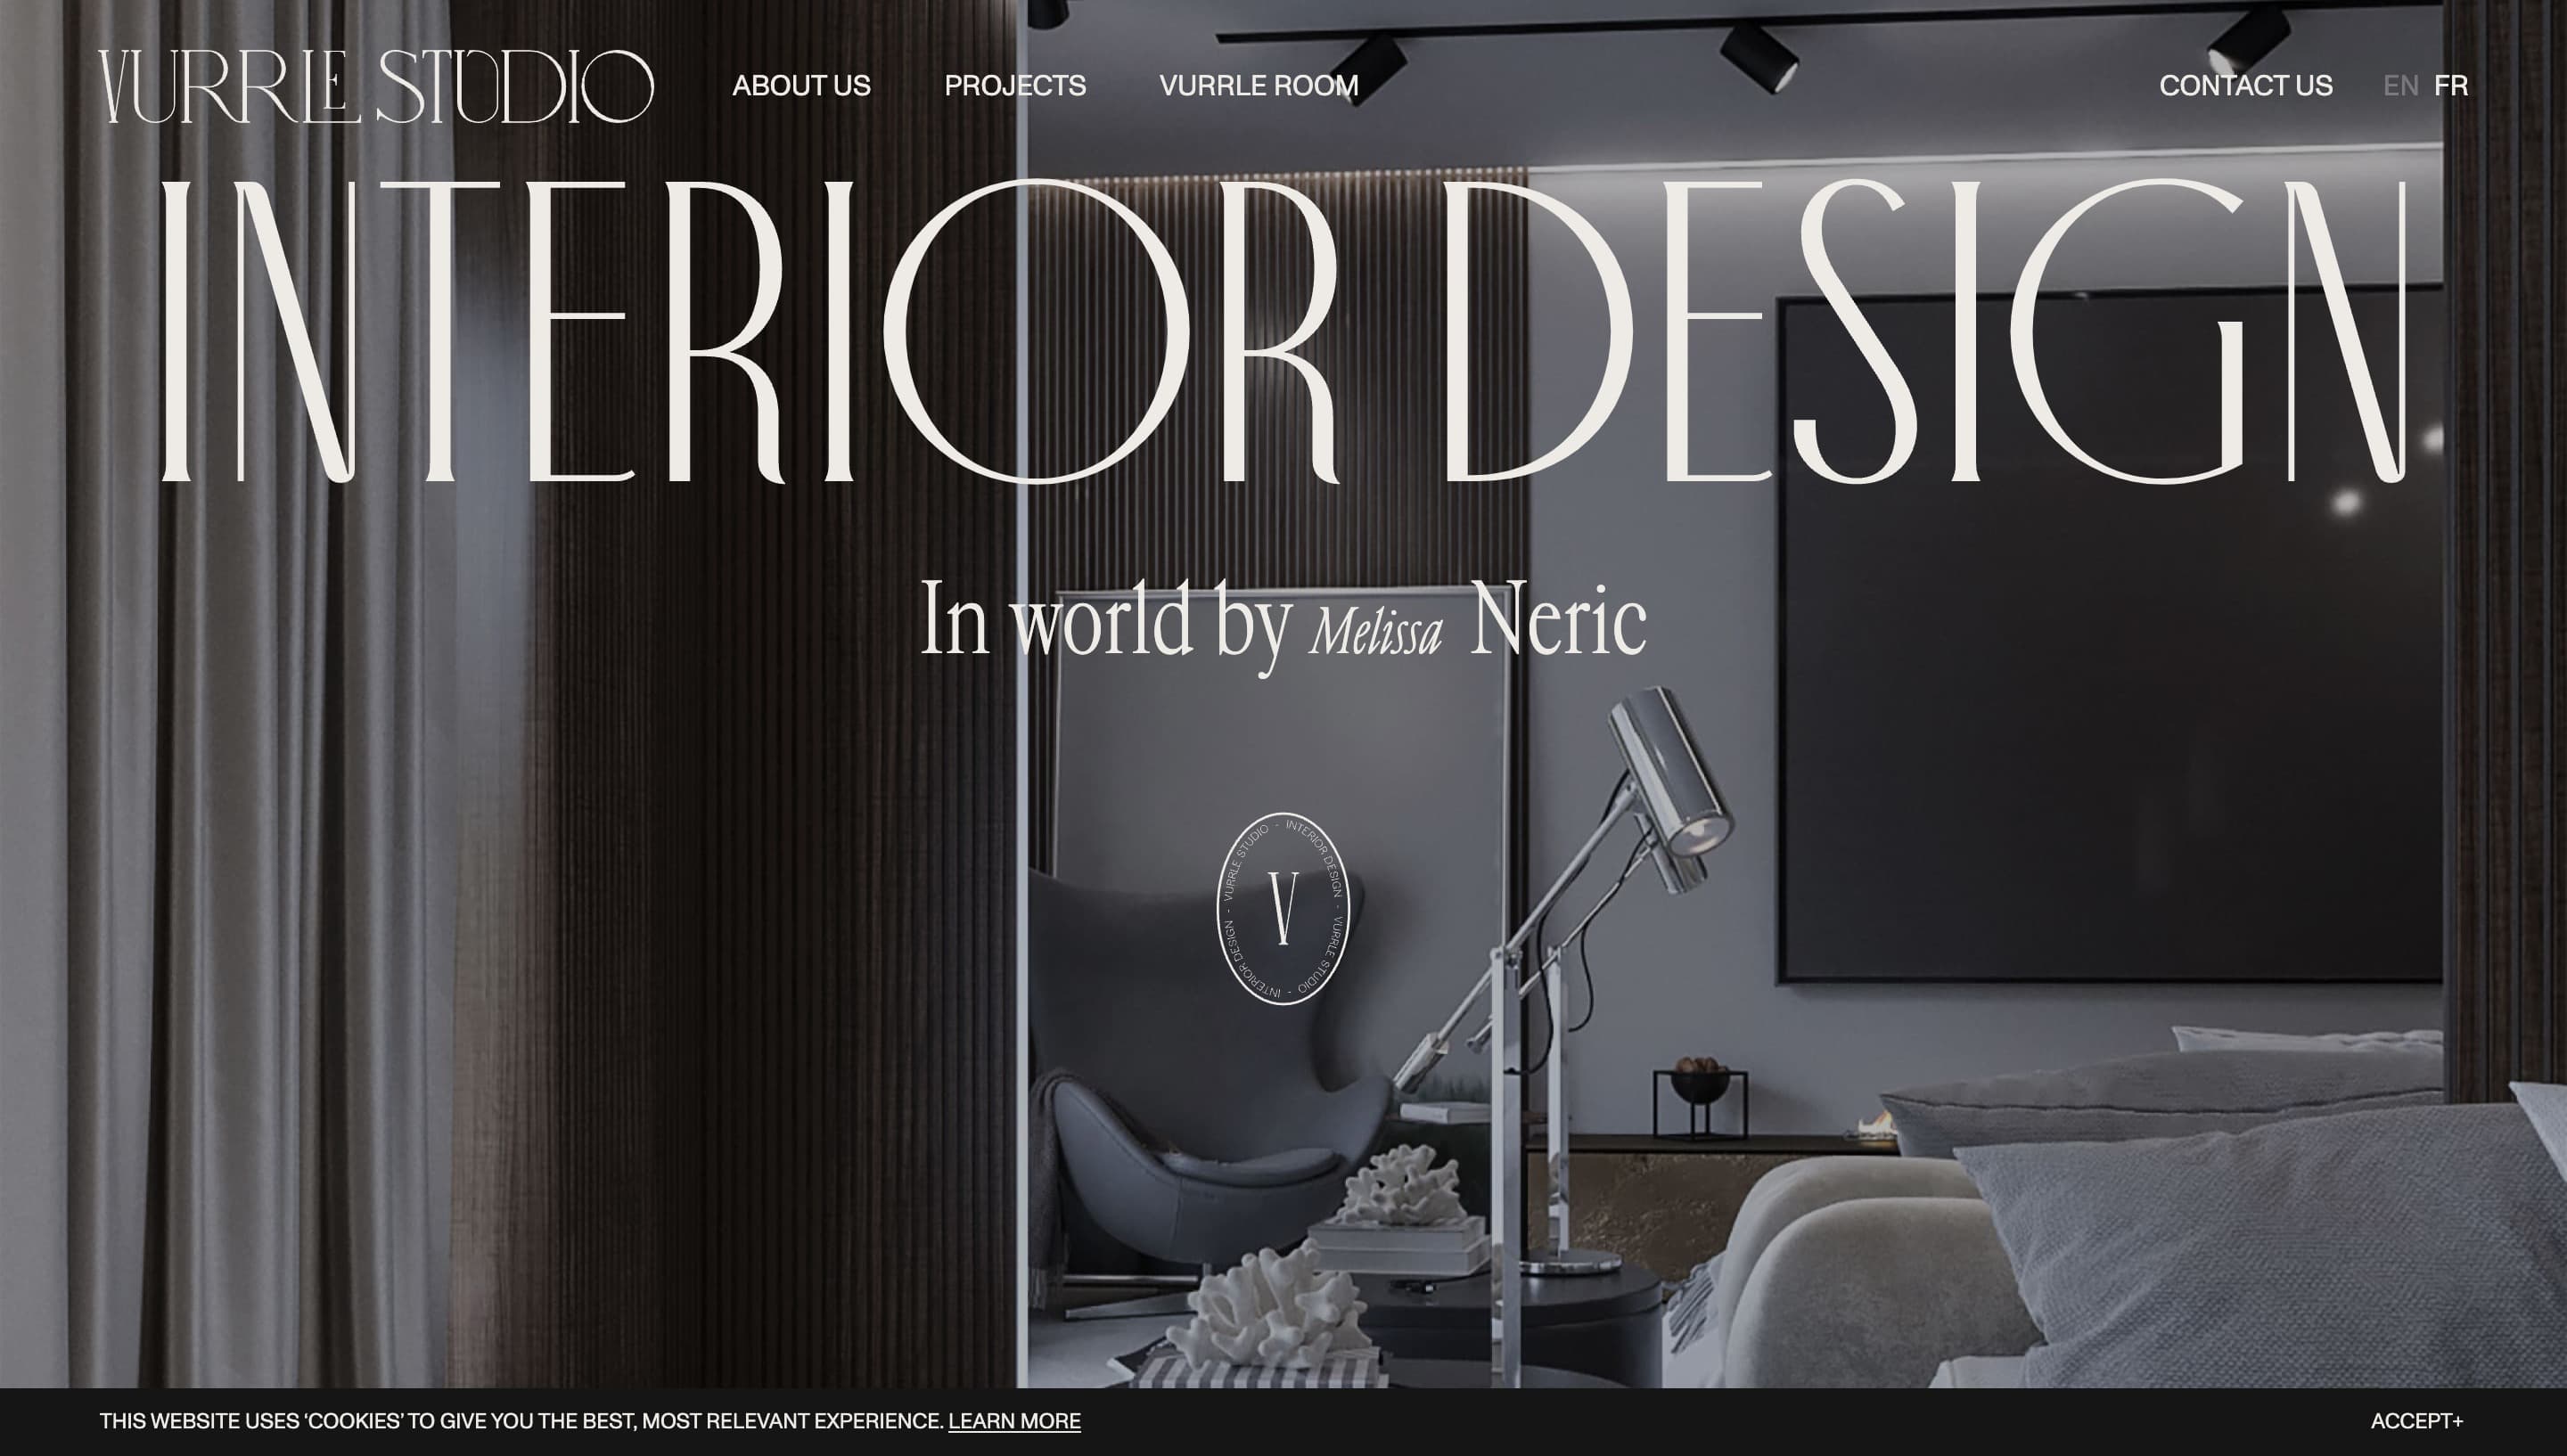 VURRLE STUDIO
ABOUT US
PROJECTS
VURRLE ROOM
CONTACT US
EN FR
INTERIOR DESIGN
In world by Melissa Neric
INTERIOR DESIGN - VURRLE STUDIO - INTERIOR DESIGN - VURRLE STUDIO -
V
THIS WEBSITE USES ‘COOKIES’ TO GIVE YOU THE BEST, MOST RELEVANT EXPERIENCE. LEARN MORE
ACCEPT+